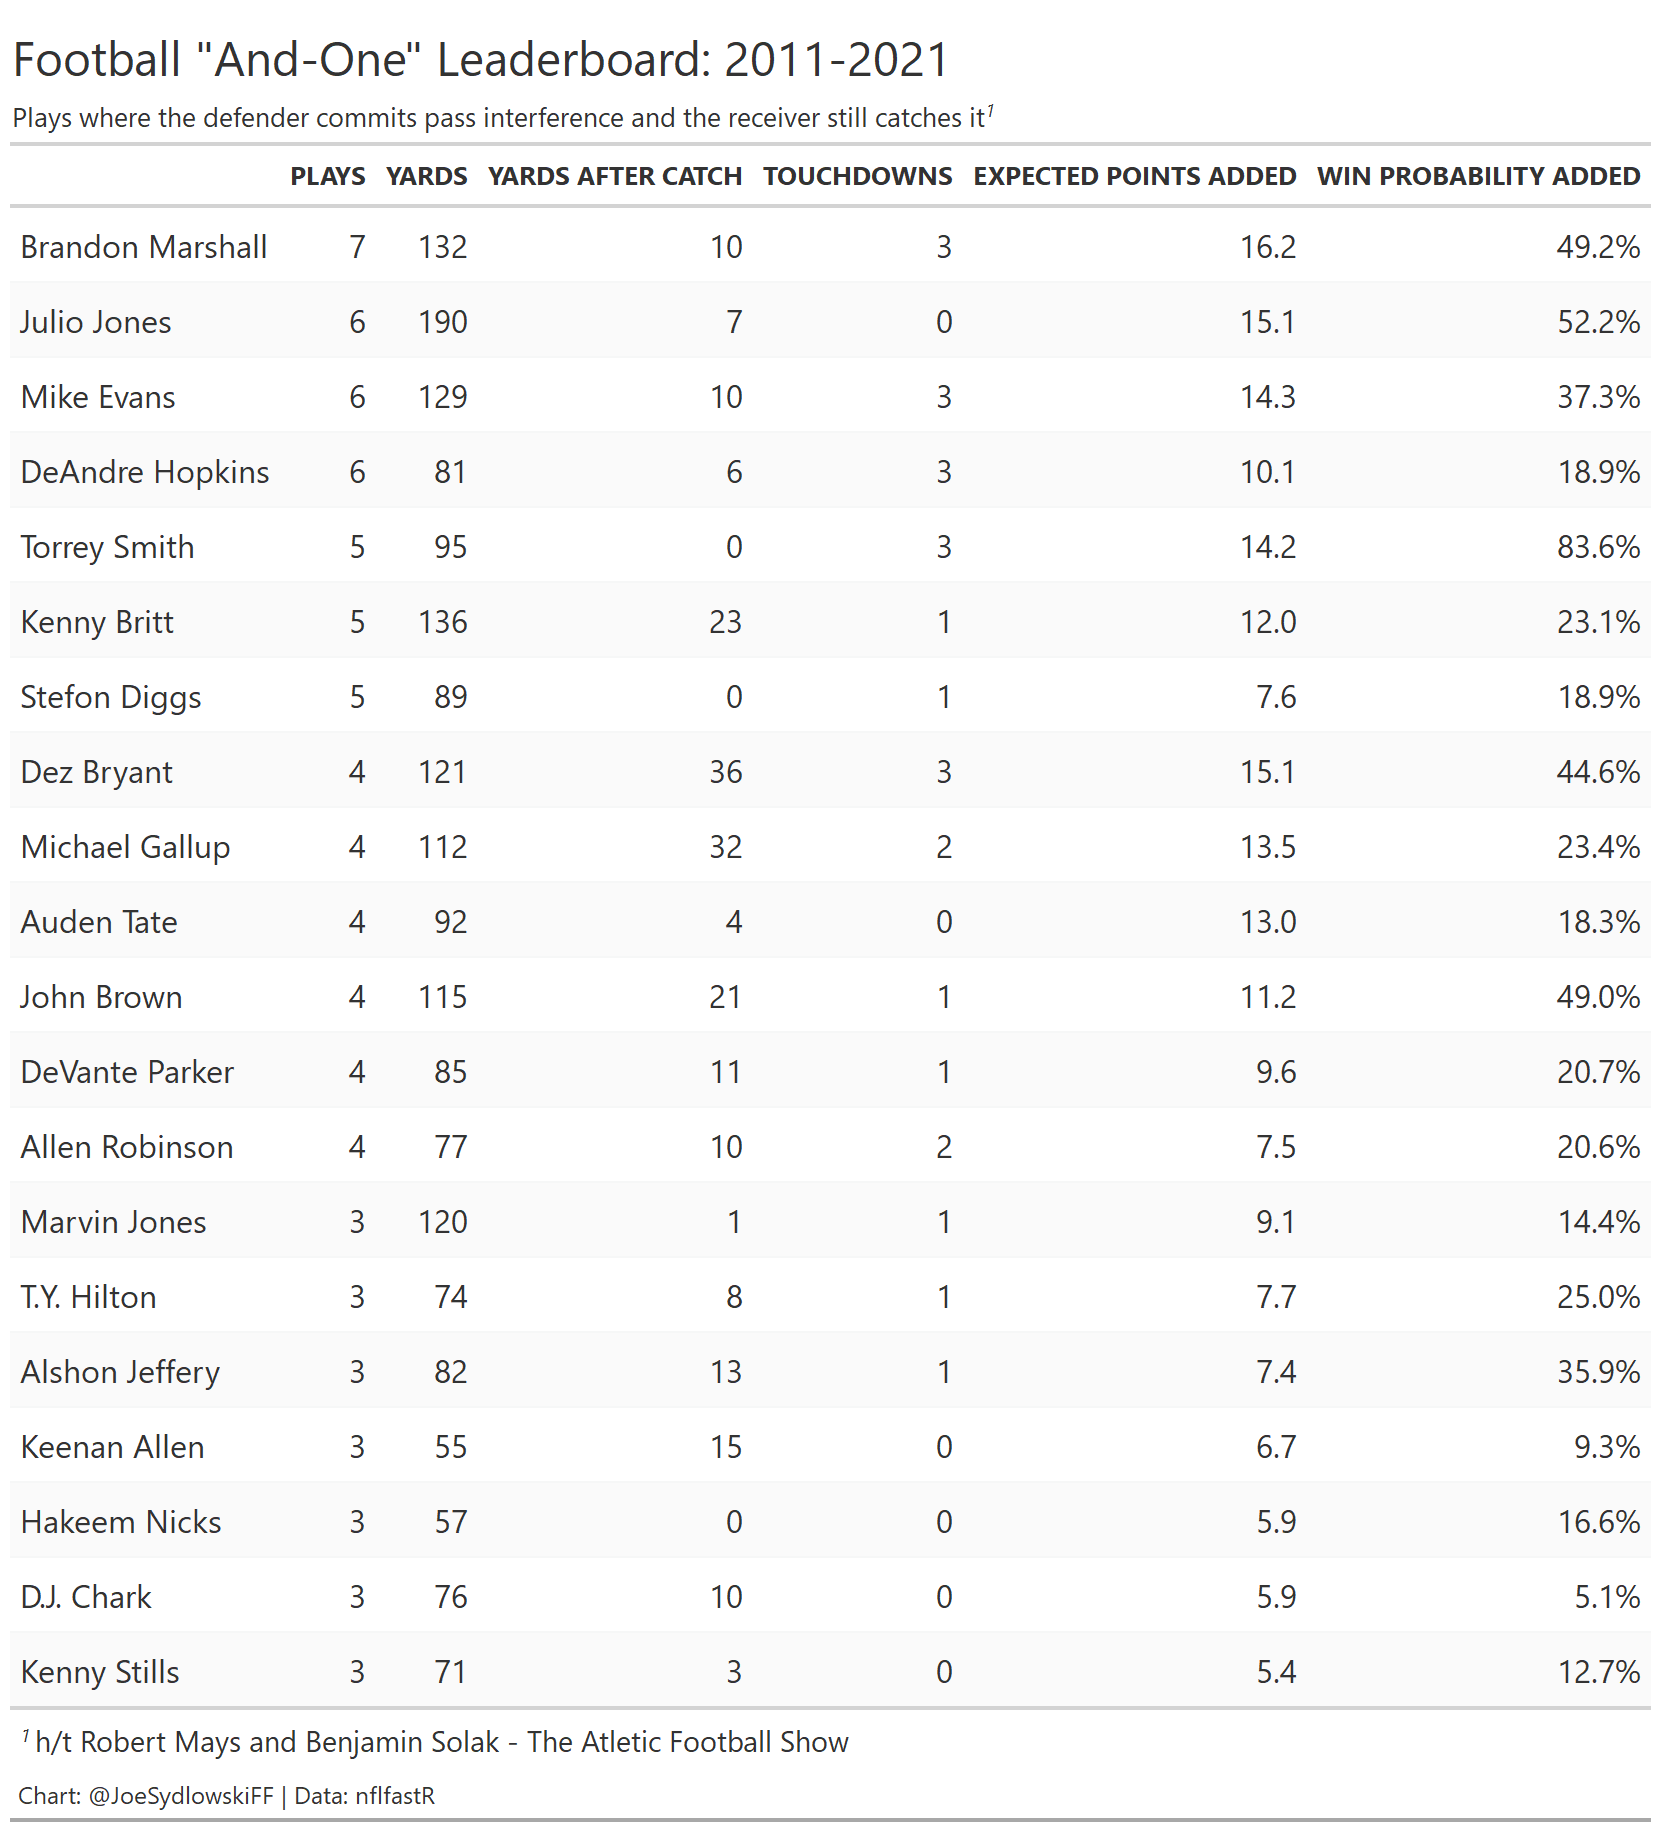 Football "And-One" Leaderboard: 2011-2021
Plays where the defender commits pass interference and the receiver still catches it1
PLAYS YARDS YARDS AFTER CATCH TOUCHDOWNS EXPECTED POINTS ADDED WIN PROBABILITY ADDED
Brandon Marshall 7 132 10 3 16.2 49.2%
Julio Jones 6 190 7 0 15.1 52.2%
Mike Evans 6 129 10 3 14.3 37.3%
DeAndre Hopkins 6 81 6 3 10.1 18.9%
Torrey Smith 5 95 0 3 14.2 83.6%
Kenny Britt 5 136 23 1 12.0 23.1%
Stefon Diggs 5 89 0 1 7.6 18.9%
Dez Bryant 4 121 36 3 15.1 44.6%
Michael Gallup 4 112 32 2 13.5 23.4%
Auden Tate 4 92 4 0 13.0 18.3%
John Brown 4 115 21 1 11.2 49.0%
DeVante Parker 4 85 11 1 9.6 20.7%
Allen Robinson 4 77 10 2 7.5 20.6%
Marvin Jones 3 120 1 1 9.1 14.4%
T.Y. Hilton 3 74 8 1 7.7 25.0%
Alshon Jeffery 3 82 13 1 7.4 35.9%
Keenan Allen 3 55 15 0 6.7 9.3%
Hakeem Nicks 3 57 0 0 5.9 16.6%
D.J. Chark 3 76 10 0 5.9 5.1%
Kenny Stills 3 71 3 0 5.4 12.7%
1 h/t Robert Mays and Benjamin Solak - The Atletic Football Show
Chart: @JoeSydlowskiFF | Data: nflfastR